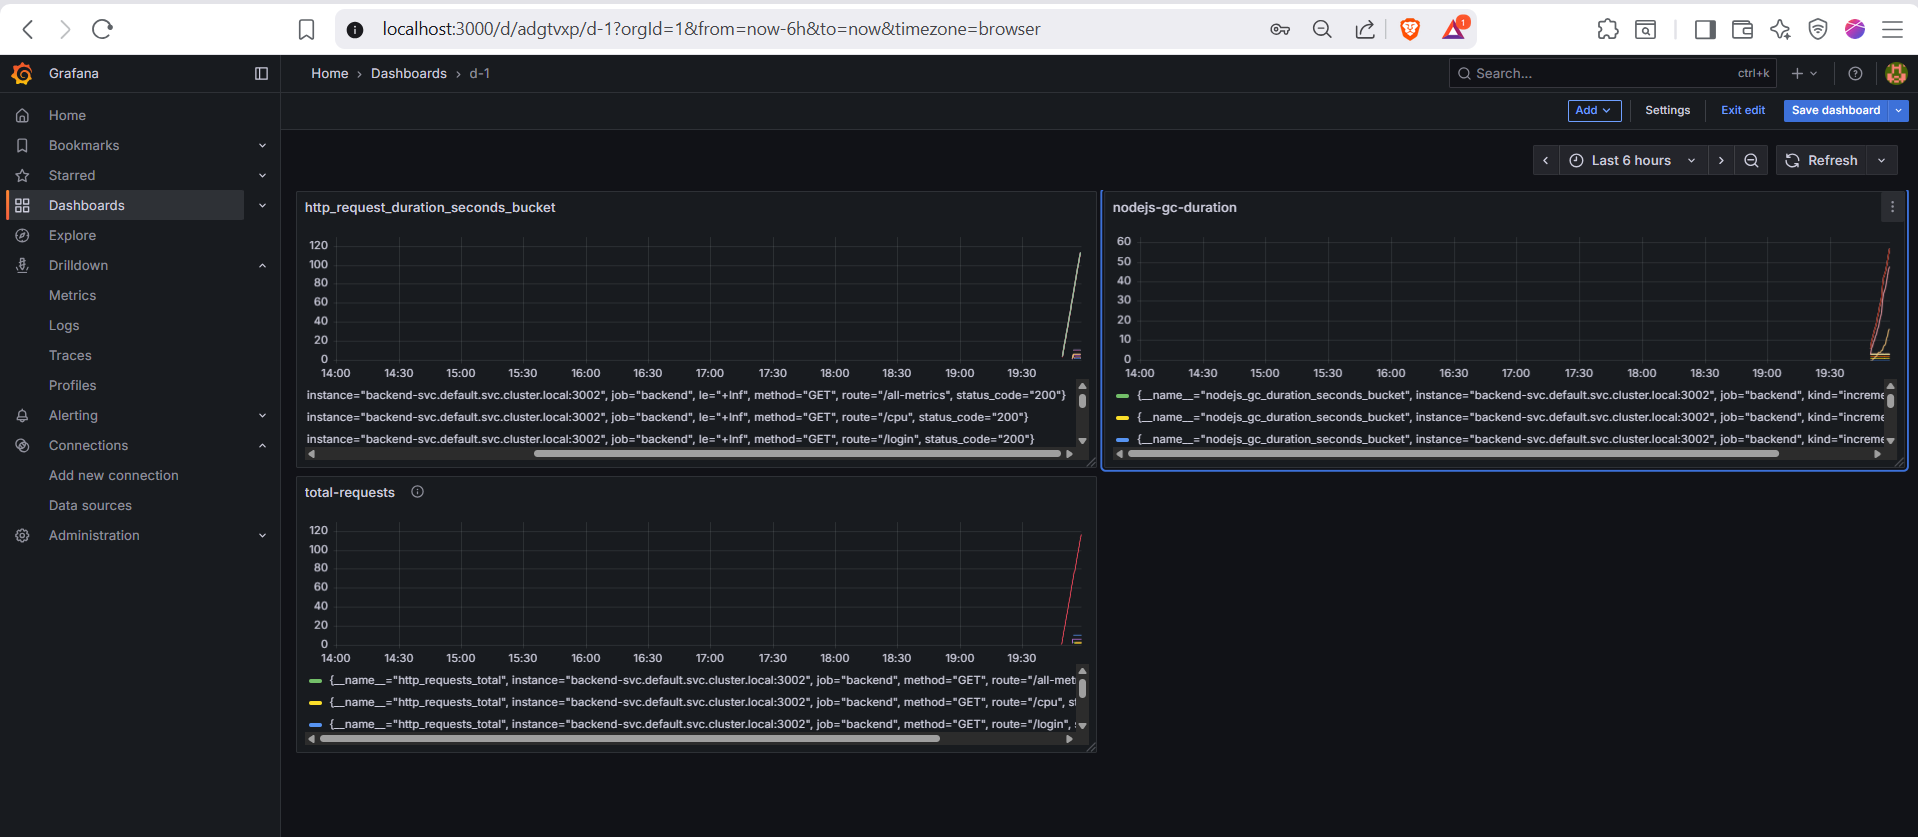 localhost:3000/d/adgtvxp/d-1?orgId=1&from=now-6h&to=now&timezone=browser
1
Grafana
Home › Dashboards › d-1
Search... ctrl+k
Home
Bookmarks
Starred
Dashboards
Explore
Drilldown
Metrics
Logs
Traces
Profiles
Alerting
Connections
Add new connection
Data sources
Administration
Add Settings Exit edit Save dashboard
Last 6 hours Refresh
http_request_duration_seconds_bucket
120
100
80
60
40
20
0
14:00 14:30 15:00 15:30 16:00 16:30 17:00 17:30 18:00 18:30 19:00 19:30
instance="backend-svc.default.svc.cluster.local:3002", job="backend", le="+Inf", method="GET", route="/all-metrics", status_code="200"}
instance="backend-svc.default.svc.cluster.local:3002", job="backend", le="+Inf", method="GET", route="/cpu", status_code="200"}
instance="backend-svc.default.svc.cluster.local:3002", job="backend", le="+Inf", method="GET", route="/login", status_code="200"}
nodejs-gc-duration
60
50
40
30
20
10
0
14:00 14:30 15:00 15:30 16:00 16:30 17:00 17:30 18:00 18:30 19:00 19:30
{__name__="nodejs_gc_duration_seconds_bucket", instance="backend-svc.default.svc.cluster.local:3002", job="backend", kind="increme
{__name__="nodejs_gc_duration_seconds_bucket", instance="backend-svc.default.svc.cluster.local:3002", job="backend", kind="increme
{__name__="nodejs_gc_duration_seconds_bucket", instance="backend-svc.default.svc.cluster.local:3002", job="backend", kind="increme
total-requests
120
100
80
60
40
20
0
14:00 14:30 15:00 15:30 16:00 16:30 17:00 17:30 18:00 18:30 19:00 19:30
{__name__="http_requests_total", instance="backend-svc.default.svc.cluster.local:3002", job="backend", method="GET", route="/all-met
{__name__="http_requests_total", instance="backend-svc.default.svc.cluster.local:3002", job="backend", method="GET", route="/cpu", st
{__name__="http_requests_total", instance="backend-svc.default.svc.cluster.local:3002", job="backend", method="GET", route="/login",